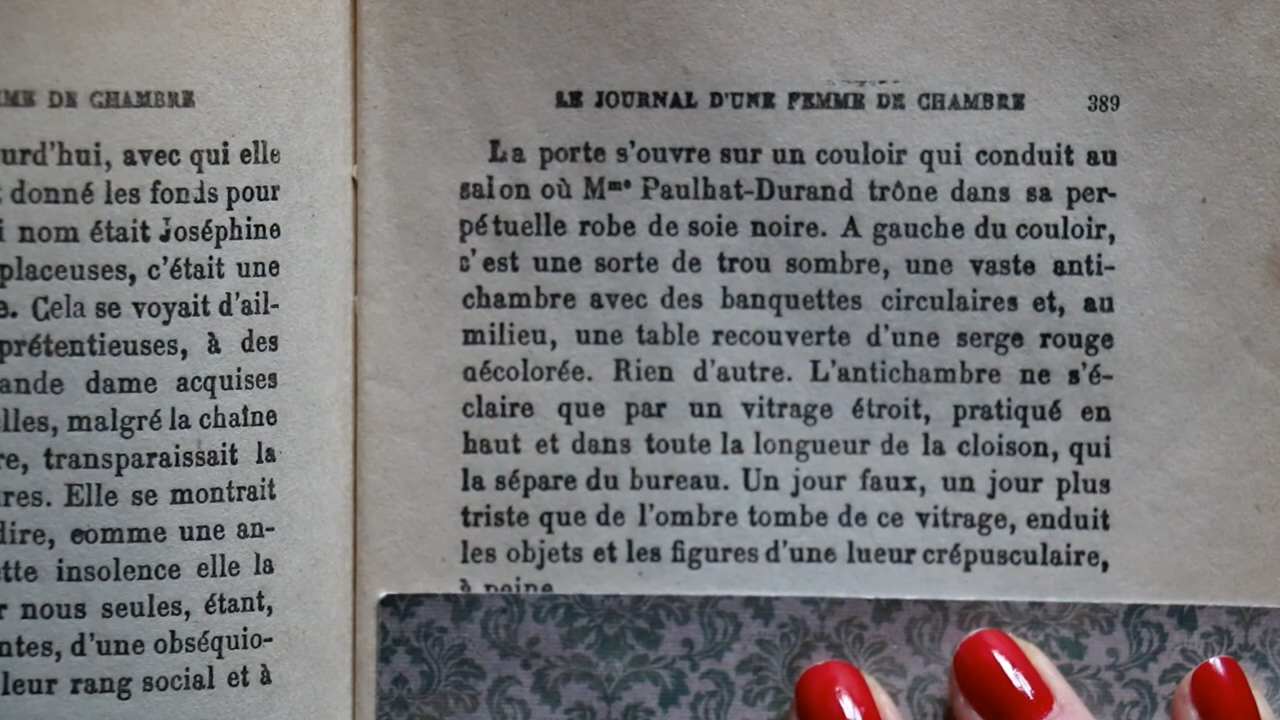 MME DE CHAMBRE
urd'hui, avec qui elle
donné les fonds pour
i nom était Joséphine
placeuses, c'était une
e. Cela se voyait d'ail-
prétentieuses, à des
ande dame acquises
elles, malgré la chaîne
re, transparaissait la
ures. Elle se montrait
dire, comme une an-
ette insolence elle la
r nous seules, étant,
ntes, d'une obséquio-
leur rang social et à
LE JOURNAL D'UNE FEMME DE CHAMBRE 389
La porte s'ouvre sur un couloir qui conduit au
salon où Mme Paulhat-Durand trône dans sa per-
pétuelle robe de soie noire. A gauche du couloir,
c'est une sorte de trou sombre, une vaste anti-
chambre avec des banquettes circulaires et, au
milieu, une table recouverte d'une serge rouge
décolorée. Rien d'autre. L'antichambre ne s'é-
claire que par un vitrage étroit, pratiqué en
haut et dans toute la longueur de la cloison, qui
la sépare du bureau. Un jour faux, un jour plus
triste que de l'ombre tombe de ce vitrage, enduit
les objets et les figures d'une lueur crépusculaire,
à peine